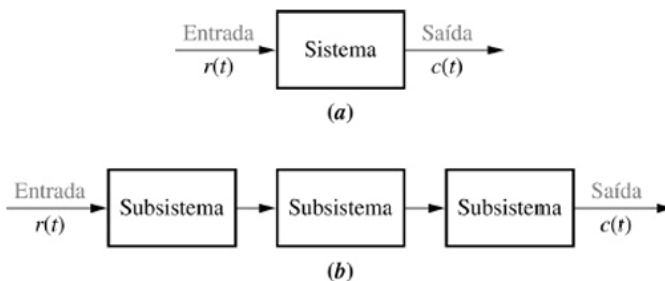 Entrada
r(t)
Sistema
Saída
c(t)
(a)
Entrada
r(t)
Subsistema
Subsistema
Subsistema
Saída
c(t)
(b)